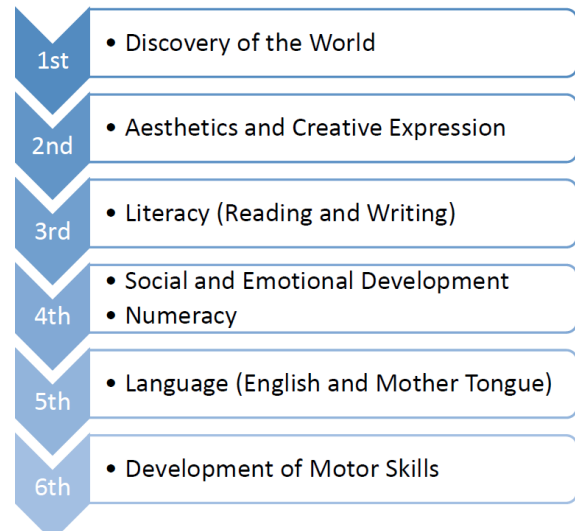 1st
• Discovery of the World
2nd
• Aesthetics and Creative Expression
3rd
• Literacy (Reading and Writing)
4th
• Social and Emotional Development
• Numeracy
5th
• Language (English and Mother Tongue)
6th
• Development of Motor Skills